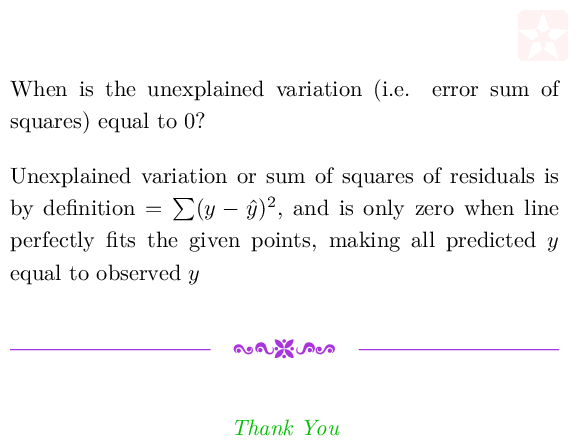 When is the unexplained variation (i.e. error sum of
squares) equal to 0?
Unexplained variation or sum of squares of residuals is
by definition = ∑(y − ŷ)², and is only zero when line
perfectly fits the given points, making all predicted y
equal to observed y
Thank You